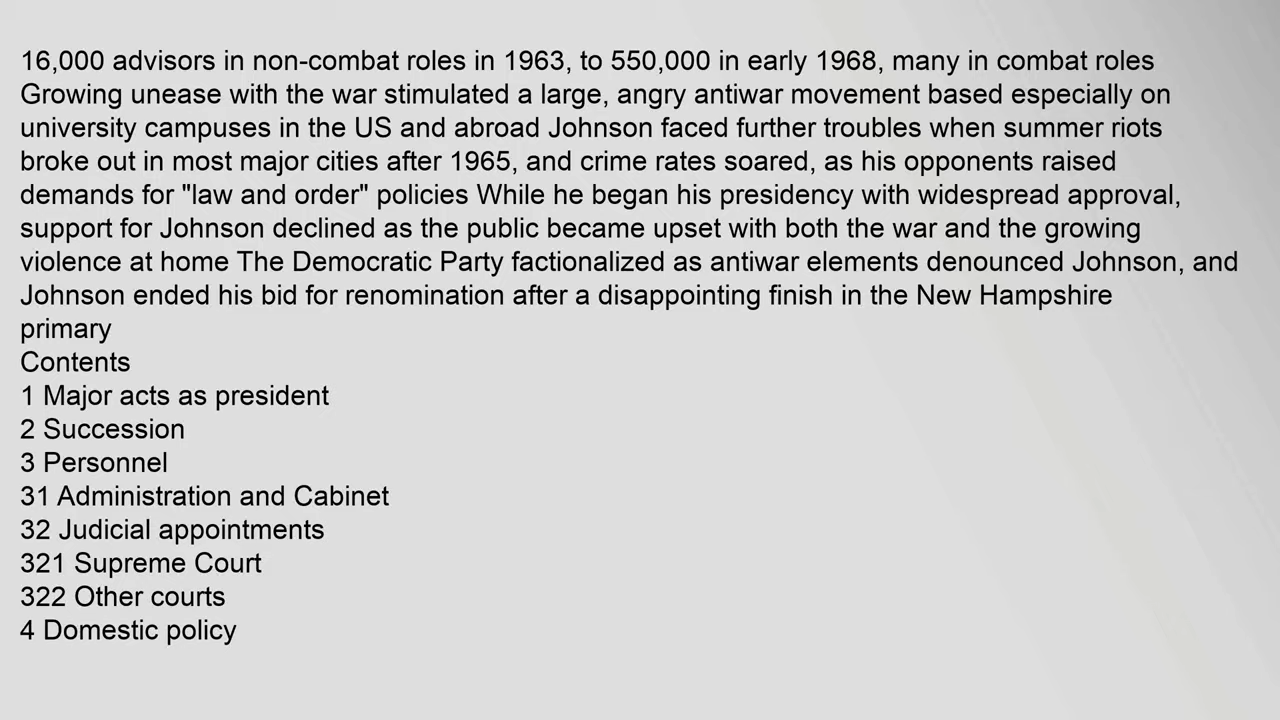 16,000 advisors in non-combat roles in 1963, to 550,000 in early 1968, many in combat roles
Growing unease with the war stimulated a large, angry antiwar movement based especially on
university campuses in the US and abroad Johnson faced further troubles when summer riots
broke out in most major cities after 1965, and crime rates soared, as his opponents raised
demands for "law and order" policies While he began his presidency with widespread approval,
support for Johnson declined as the public became upset with both the war and the growing
violence at home The Democratic Party factionalized as antiwar elements denounced Johnson, and
Johnson ended his bid for renomination after a disappointing finish in the New Hampshire
primary
Contents
1 Major acts as president
2 Succession
3 Personnel
31 Administration and Cabinet
32 Judicial appointments
321 Supreme Court
322 Other courts
4 Domestic policy